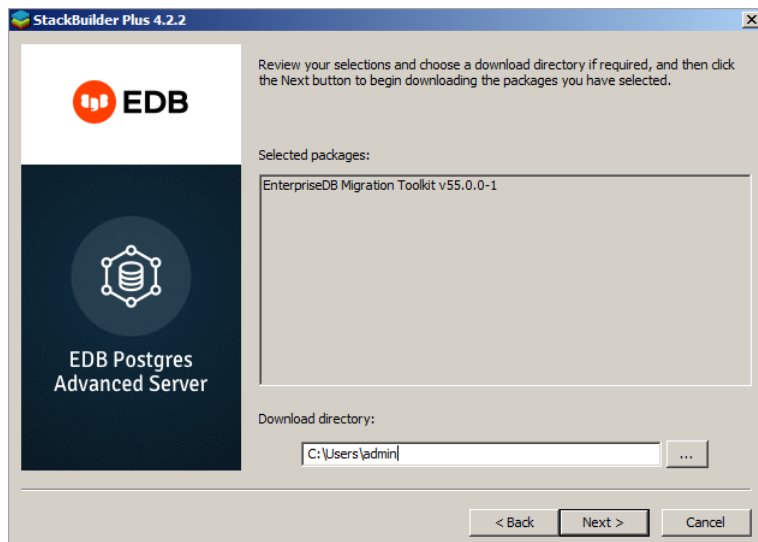 StackBuilder Plus 4.2.2
EDB
EDB Postgres
Advanced Server
Review your selections and choose a download directory if required, and then click
the Next button to begin downloading the packages you have selected.
Selected packages:
EnterpriseDB Migration Toolkit v55.0.0-1
Download directory:
C:\Users\admin
...
< Back
Next >
Cancel